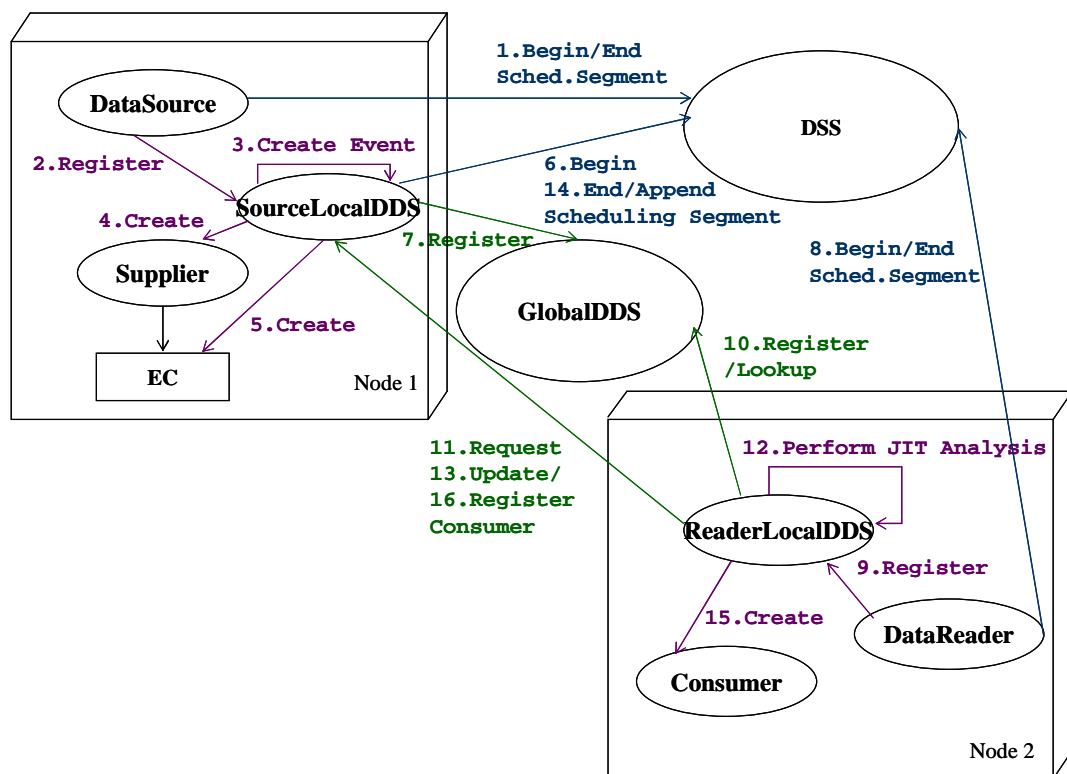 1.Begin/End
Sched.Segment
DataSource
DSS
3.Create Event
2.Register
6.Begin
14.End/Append
Scheduling Segment
SourceLocalDDS
4.Create
7.Register
8.Begin/End
Sched.Segment
Supplier
GlobalDDS
5.Create
10.Register
/Lookup
EC
Node 1
11.Request
13.Update/
16.Register
Consumer
12.Perform JIT Analysis
ReaderLocalDDS
9.Register
15.Create
DataReader
Consumer
Node 2